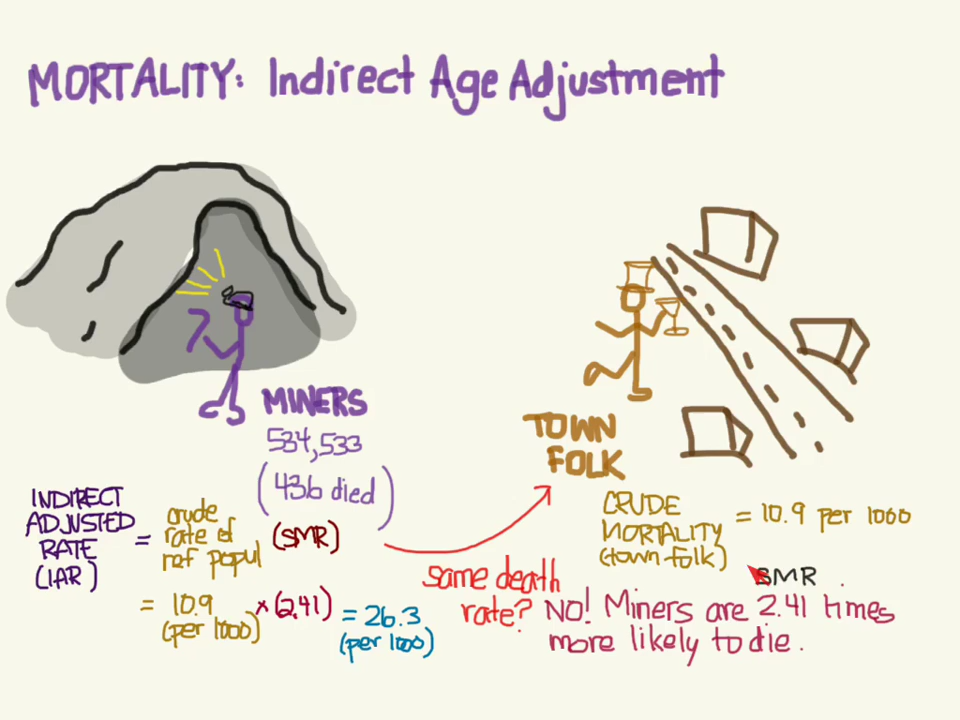 MORTALITY: Indirect Age Adjustment
MINERS
534,533
(436 died)
TOWN
FOLK
INDIRECT
ADJUSTED
RATE
(IAR)
= crude
rate of
ref popul
(SMR)
= 10.9
(per 1000)
× (2.41)
= 26.3
(per 1000)
CRUDE
MORTALITY
(town folk)
= 10.9 per 1000
same death
rate?
SMR
NO! Miners are 2.41 times
more likely to die.